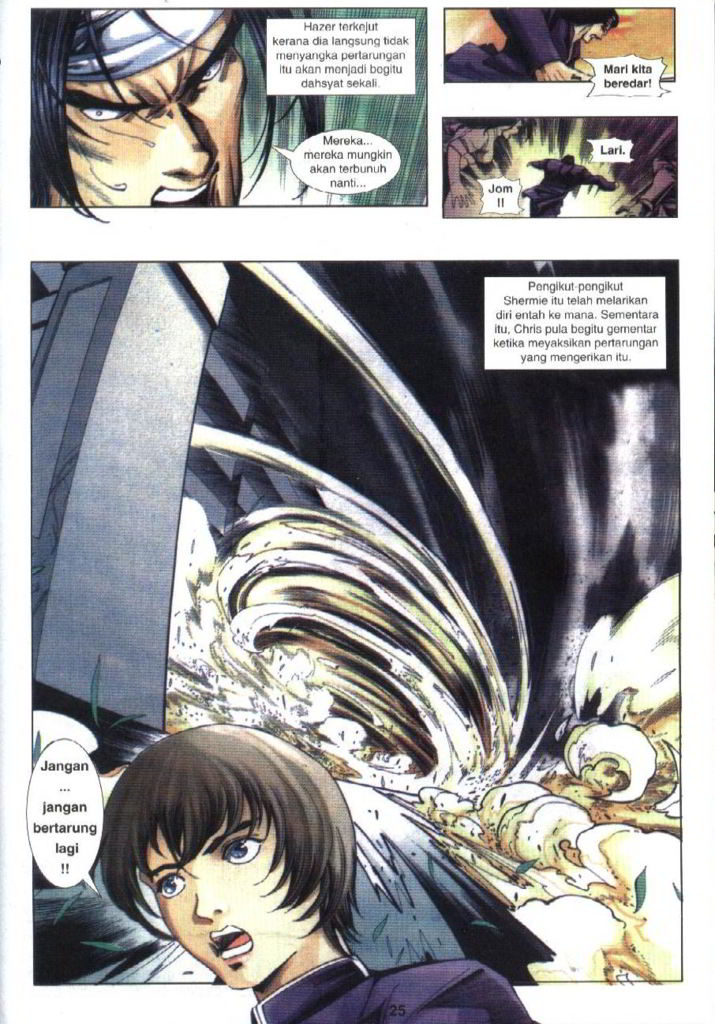 Hazer terkejut
kerana dia langsung tidak
menyangka pertarungan
itu akan menjadi begitu
dahsyat sekali.
Mereka...
mereka mungkin
akan terbunuh
nanti...
Mari kita
beredar!
Lari.
Jom
!!
Pengikut-pengikut
Shermie itu telah melarikan
diri entah ke mana. Sementara
itu, Chris pula begitu gementar
ketika meyaksikan pertarungan
yang mengerikan itu.
Jangan
...
jangan
bertarung
lagi
!!
25